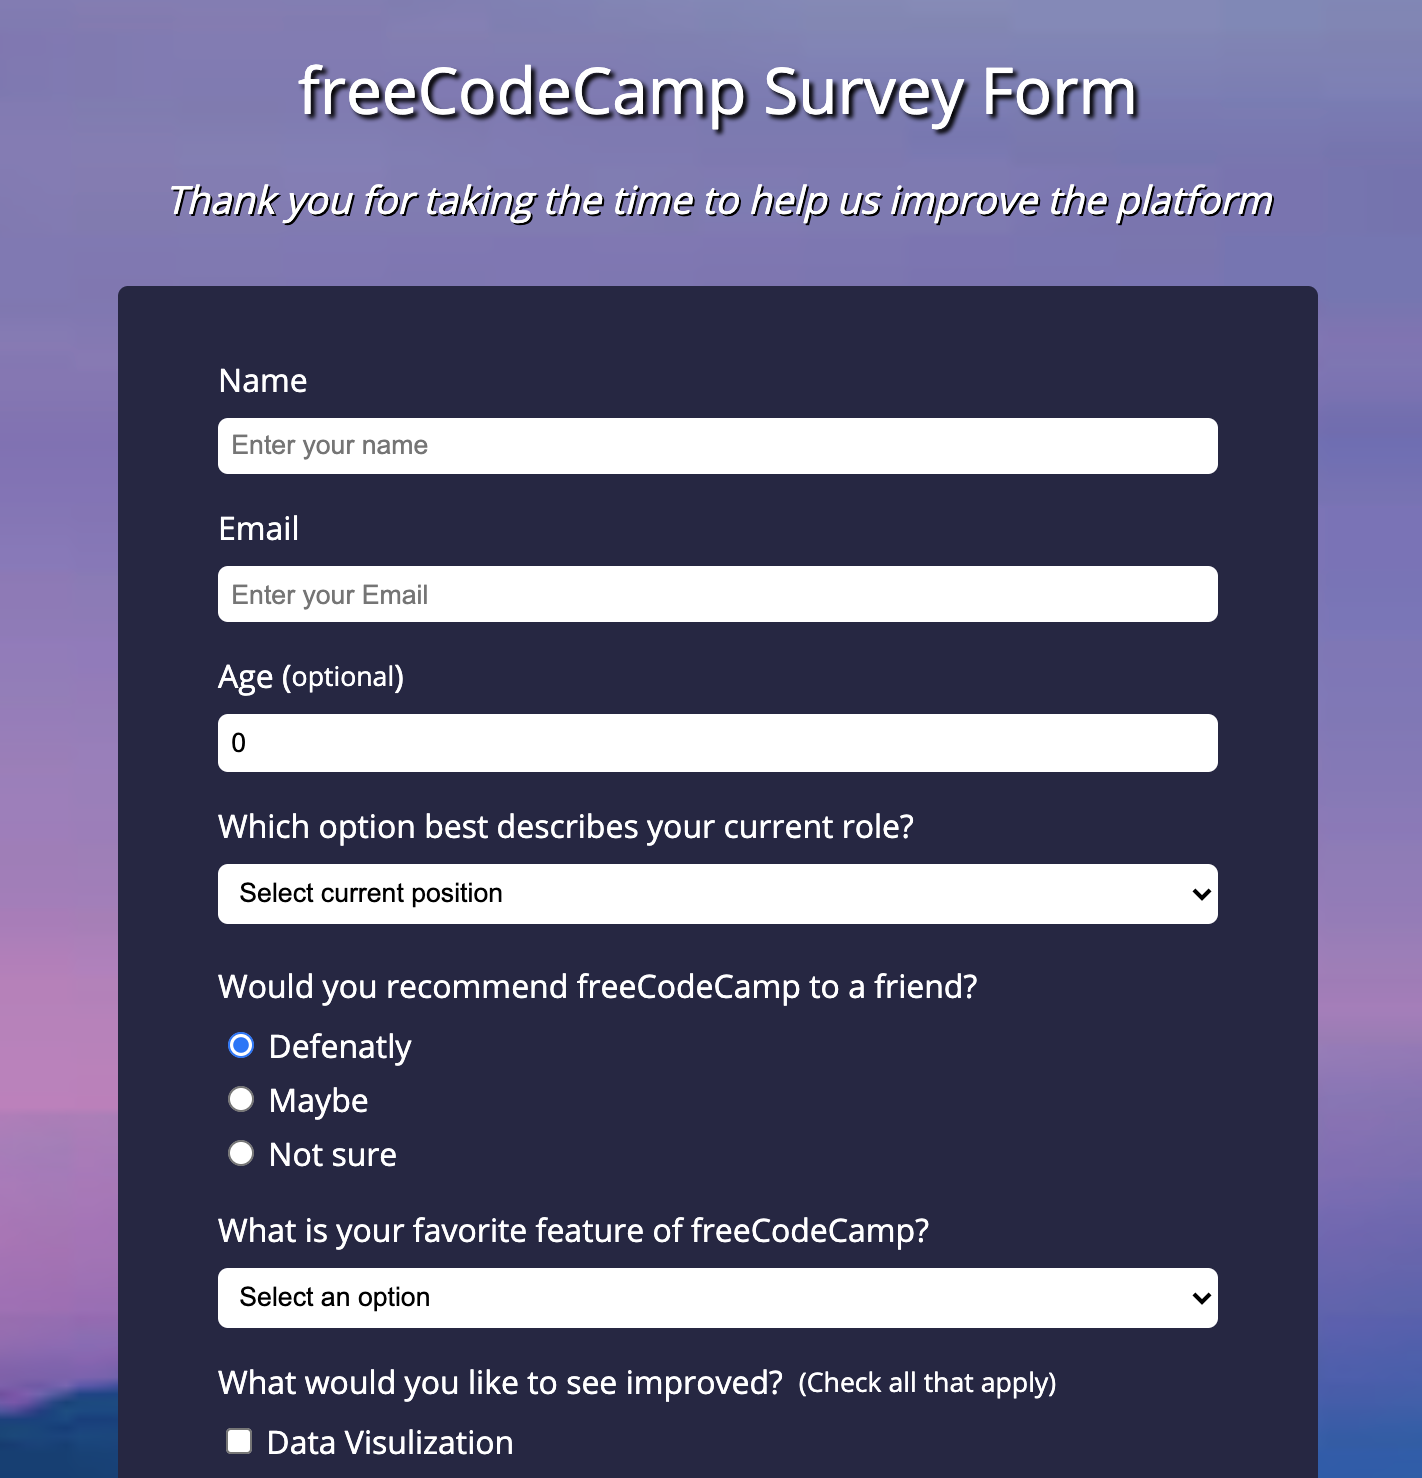 freeCodeCamp Survey Form
Thank you for taking the time to help us improve the platform
Name
Enter your name
Email
Enter your Email
Age (optional)
0
Which option best describes your current role?
Select current position
Would you recommend freeCodeCamp to a friend?
Defenatly
Maybe
Not sure
What is your favorite feature of freeCodeCamp?
Select an option
What would you like to see improved? (Check all that apply)
Data Visulization